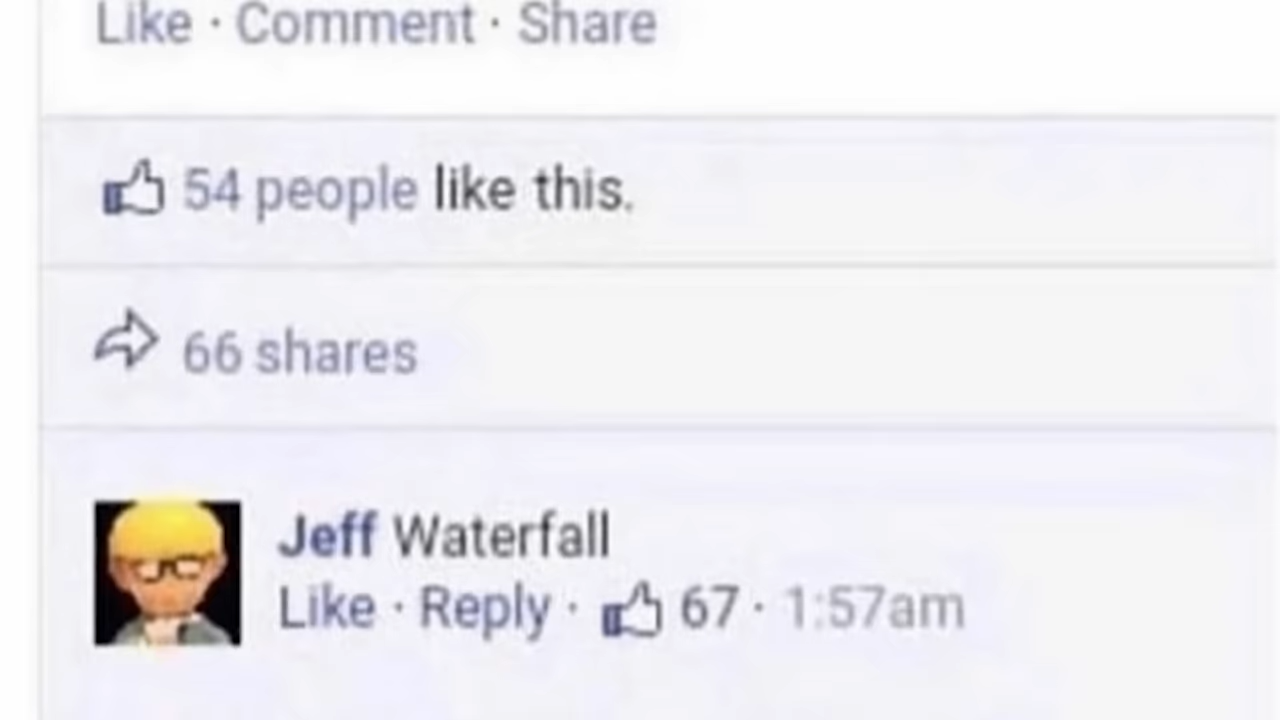 Like · Comment · Share
54 people like this.
66 shares
Jeff Waterfall
Like · Reply · 67 · 1:57am